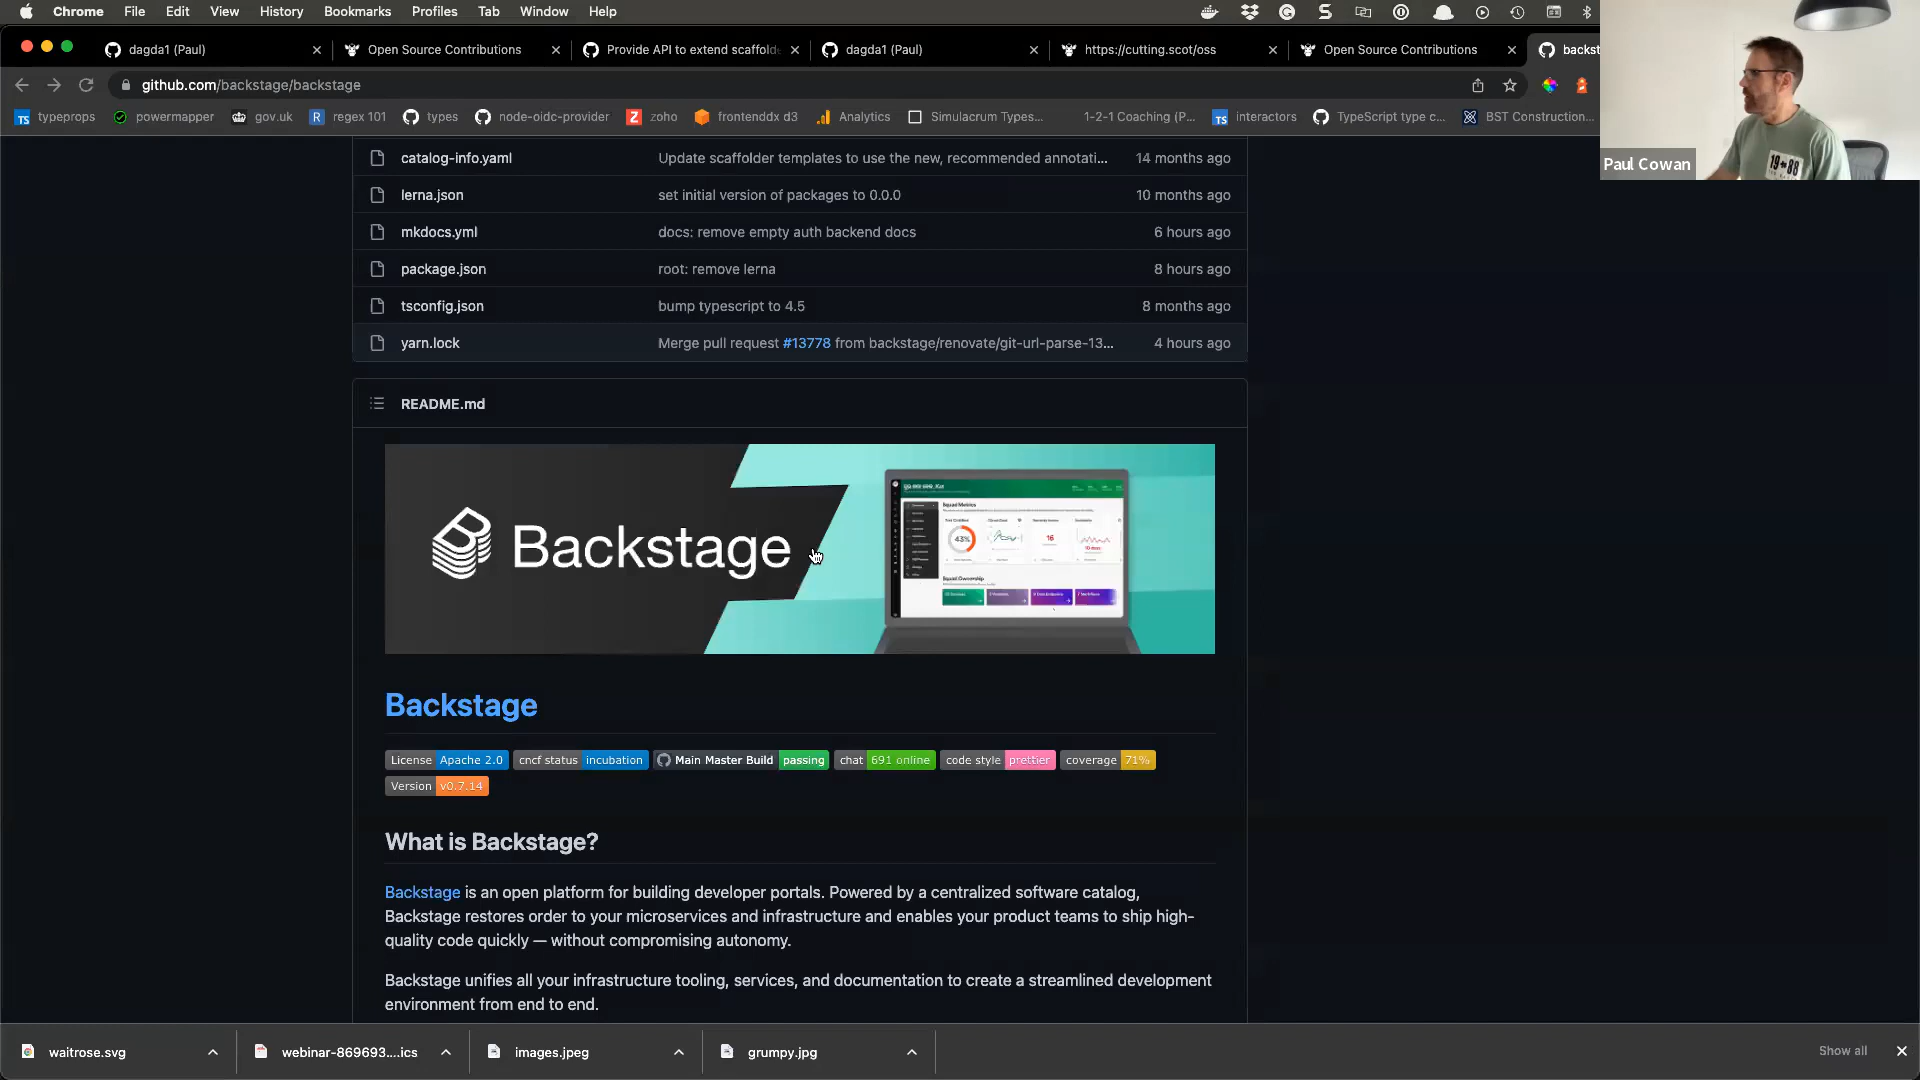 Chrome File Edit View History Bookmarks Profiles Tab Window Help
dagda1 (Paul)
Open Source Contributions
Provide API to extend scaffold
dagda1 (Paul)
https://cutting.scot/oss
Open Source Contributions
backst
github.com/backstage/backstage
typeprops
powermapper
gov.uk
regex 101
types
node-oidc-provider
zoho
frontenddx d3
Analytics
Simulacrum Types...
1-2-1 Coaching (P...
interactors
TypeScript type c...
BST Construction...
Paul Cowan
19 88
catalog-info.yaml Update scaffolder templates to use the new, recommended annotati... 14 months ago
lerna.json set initial version of packages to 0.0.0 10 months ago
mkdocs.yml docs: remove empty auth backend docs 6 hours ago
package.json root: remove lerna 8 hours ago
tsconfig.json bump typescript to 4.5 8 months ago
yarn.lock Merge pull request #13778 from backstage/renovate/git-url-parse-13... 4 hours ago
README.md
Backstage
Squad Metrics
43%
16
Squad Ownership
Backstage
License Apache 2.0 cncf status incubation Main Master Build passing chat 691 online code style prettier coverage 71%
Version v0.7.14
What is Backstage?
Backstage is an open platform for building developer portals. Powered by a centralized software catalog,
Backstage restores order to your microservices and infrastructure and enables your product teams to ship high-
quality code quickly — without compromising autonomy.
Backstage unifies all your infrastructure tooling, services, and documentation to create a streamlined development
environment from end to end.
waitrose.svg
webinar-869693....ics
images.jpeg
grumpy.jpg
Show all